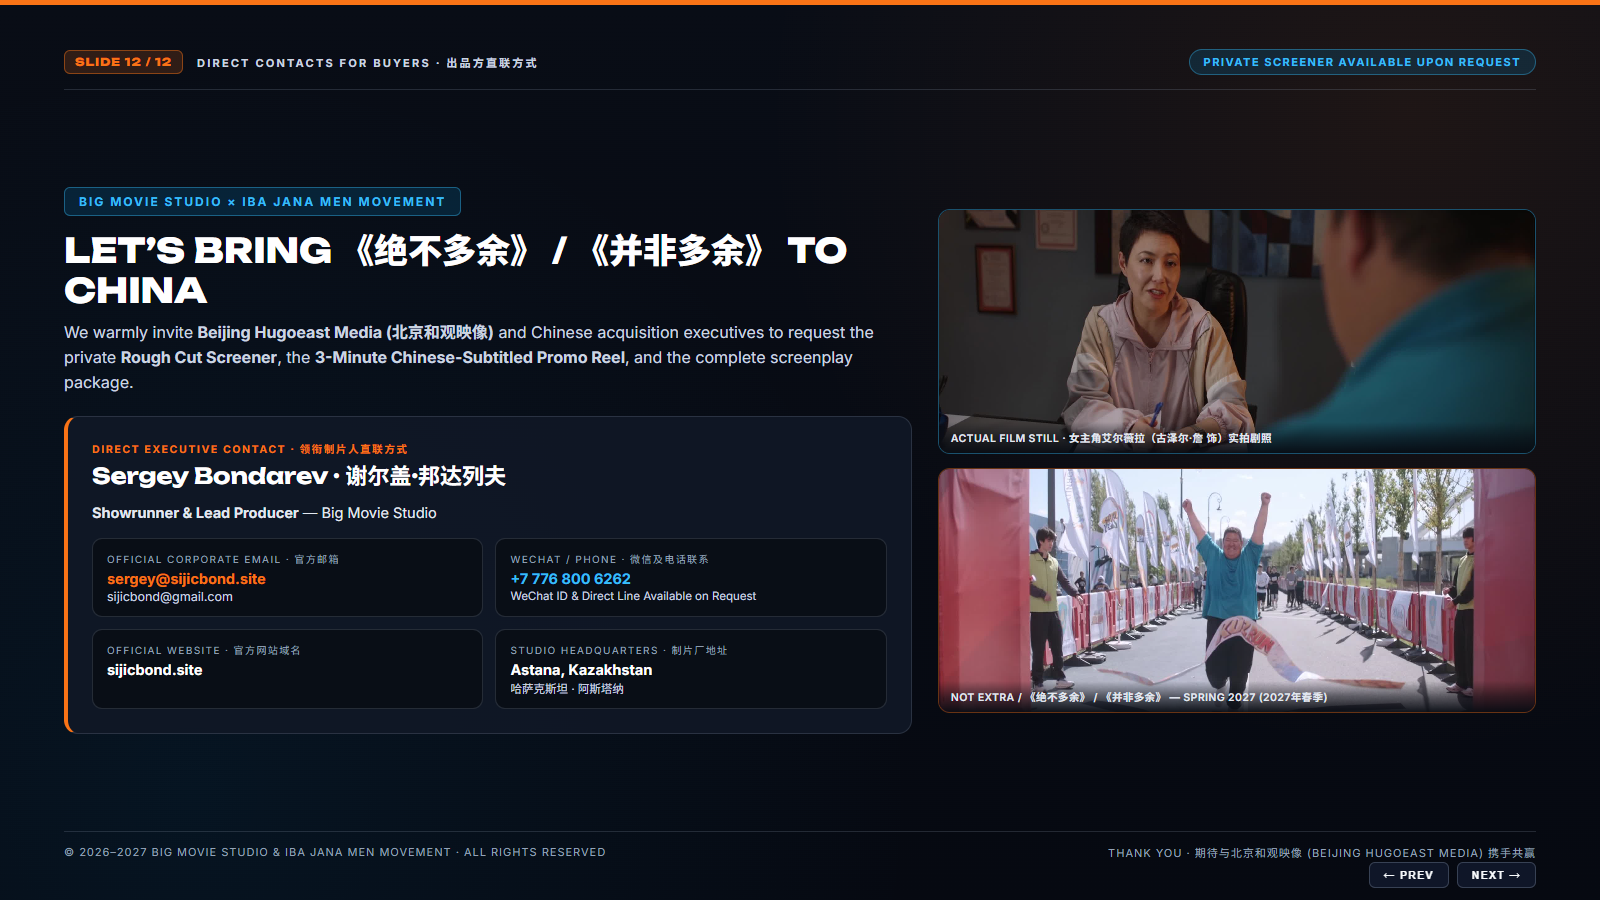 SLIDE 12 / 12
DIRECT CONTACTS FOR BUYERS · 出品方直联方式
PRIVATE SCREENER AVAILABLE UPON REQUEST
BIG MOVIE STUDIO × IBA JANA MEN MOVEMENT
LET’S BRING 《绝不多余》 / 《并非多余》 TO
CHINA
We warmly invite Beijing Hugoeast Media (北京和观映像) and Chinese acquisition executives to request the
private Rough Cut Screener, the 3-Minute Chinese-Subtitled Promo Reel, and the complete screenplay
package.
DIRECT EXECUTIVE CONTACT · 领衔制片人直联方式
Sergey Bondarev · 谢尔盖·邦达列夫
Showrunner & Lead Producer — Big Movie Studio
OFFICIAL CORPORATE EMAIL · 官方邮箱
sergey@sijicbond.site
sijicbond@gmail.com
WECHAT / PHONE · 微信及电话联系
+7 776 800 6262
WeChat ID & Direct Line Available on Request
OFFICIAL WEBSITE · 官方网站域名
sijicbond.site
STUDIO HEADQUARTERS · 制片厂地址
Astana, Kazakhstan
哈萨克斯坦 · 阿斯塔纳
ACTUAL FILM STILL · 女主角艾尔薇拉（古泽尔·詹 饰）实拍剧照
NOT EXTRA / 《绝不多余》 / 《并非多余》 — SPRING 2027 (2027年春季)
© 2026–2027 BIG MOVIE STUDIO & IBA JANA MEN MOVEMENT · ALL RIGHTS RESERVED
THANK YOU · 期待与北京和观映像 (BEIJING HUGOEAST MEDIA) 携手共赢
← PREV
NEXT →